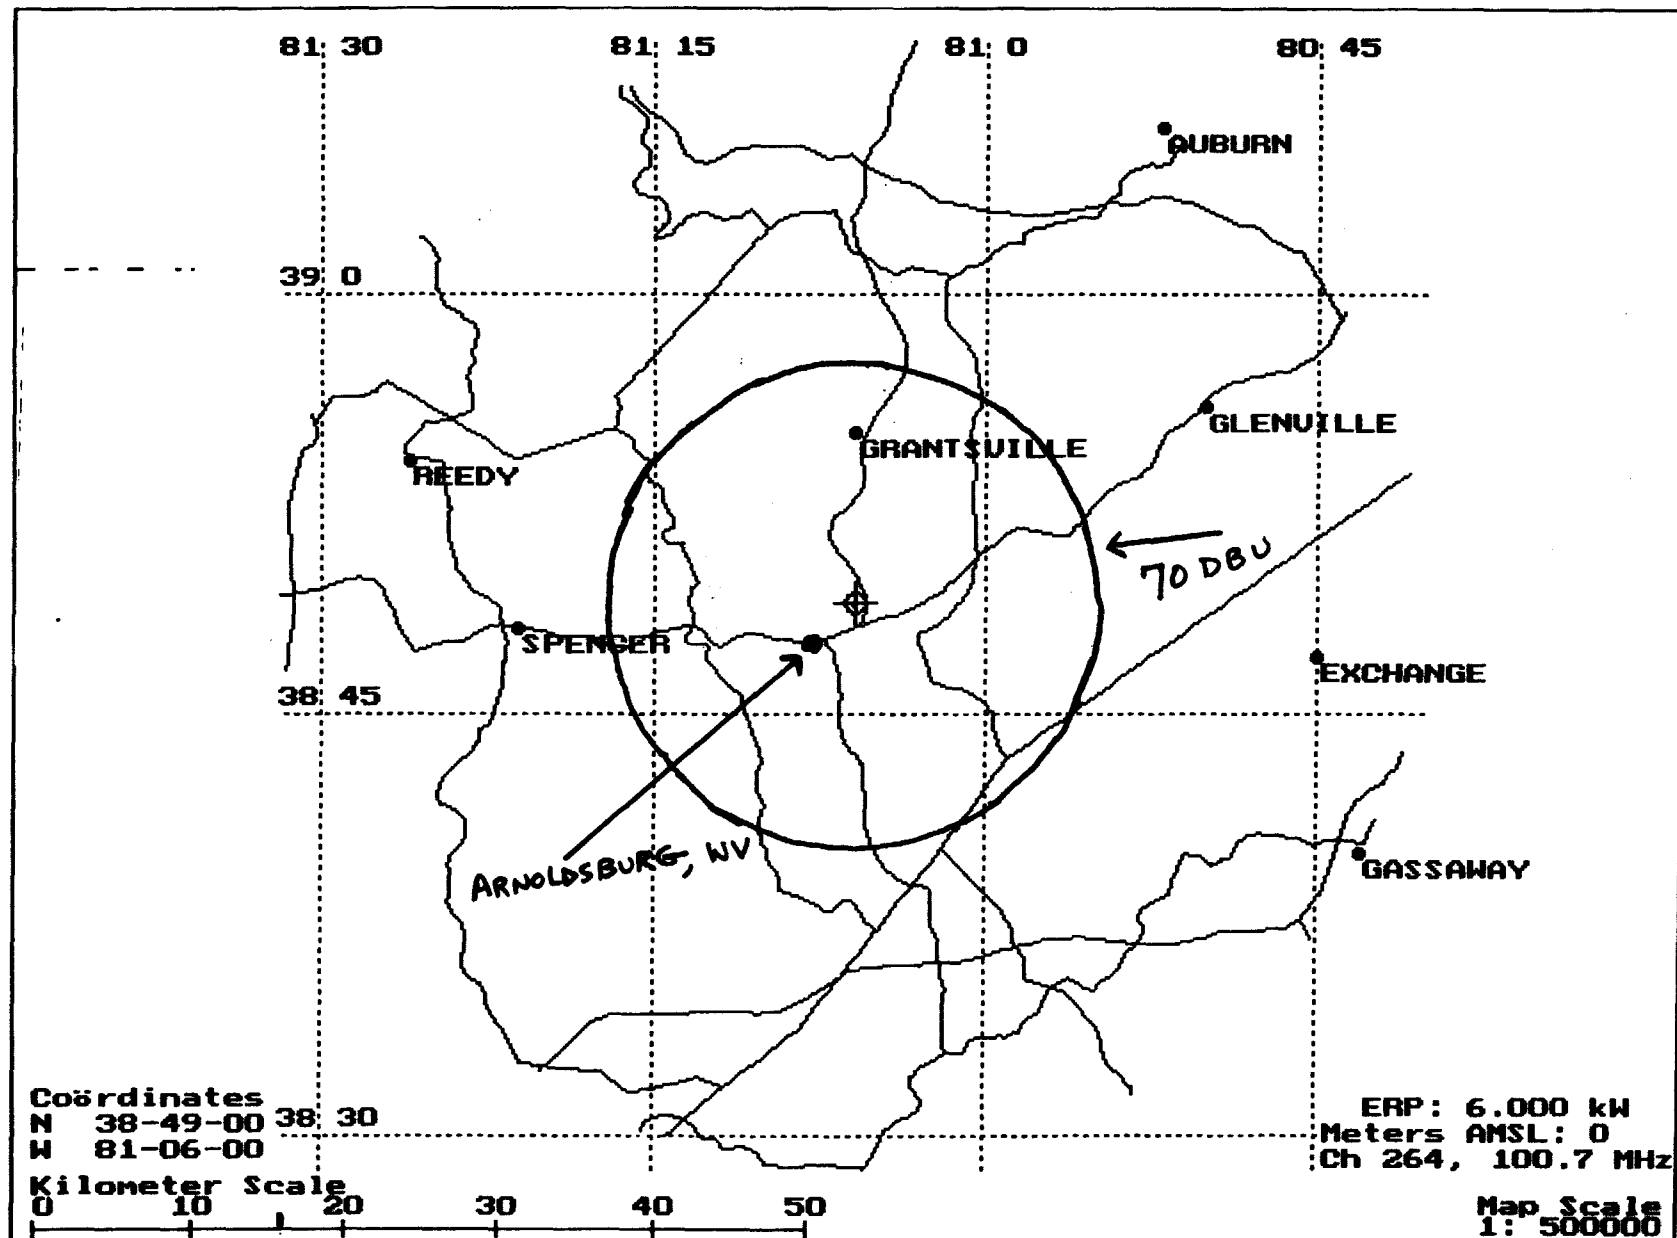 81 30 81 15 81 0 80 45
AUBURN
39 0
GLENVILLE
GRANTSVILLE
REEDY
70 DBU
SPENCER
EXCHANGE
38 45
ARNOLDSBURG, WV
GASSAWAY
Coördinates
N 38-49-00
W 81-06-00
38 30
ERP: 6.000 kW
Meters AMSL: 0
Ch 264, 100.7 MHz
Kilometer Scale
0 10 20 30 40 50
Map Scale
1: 500000